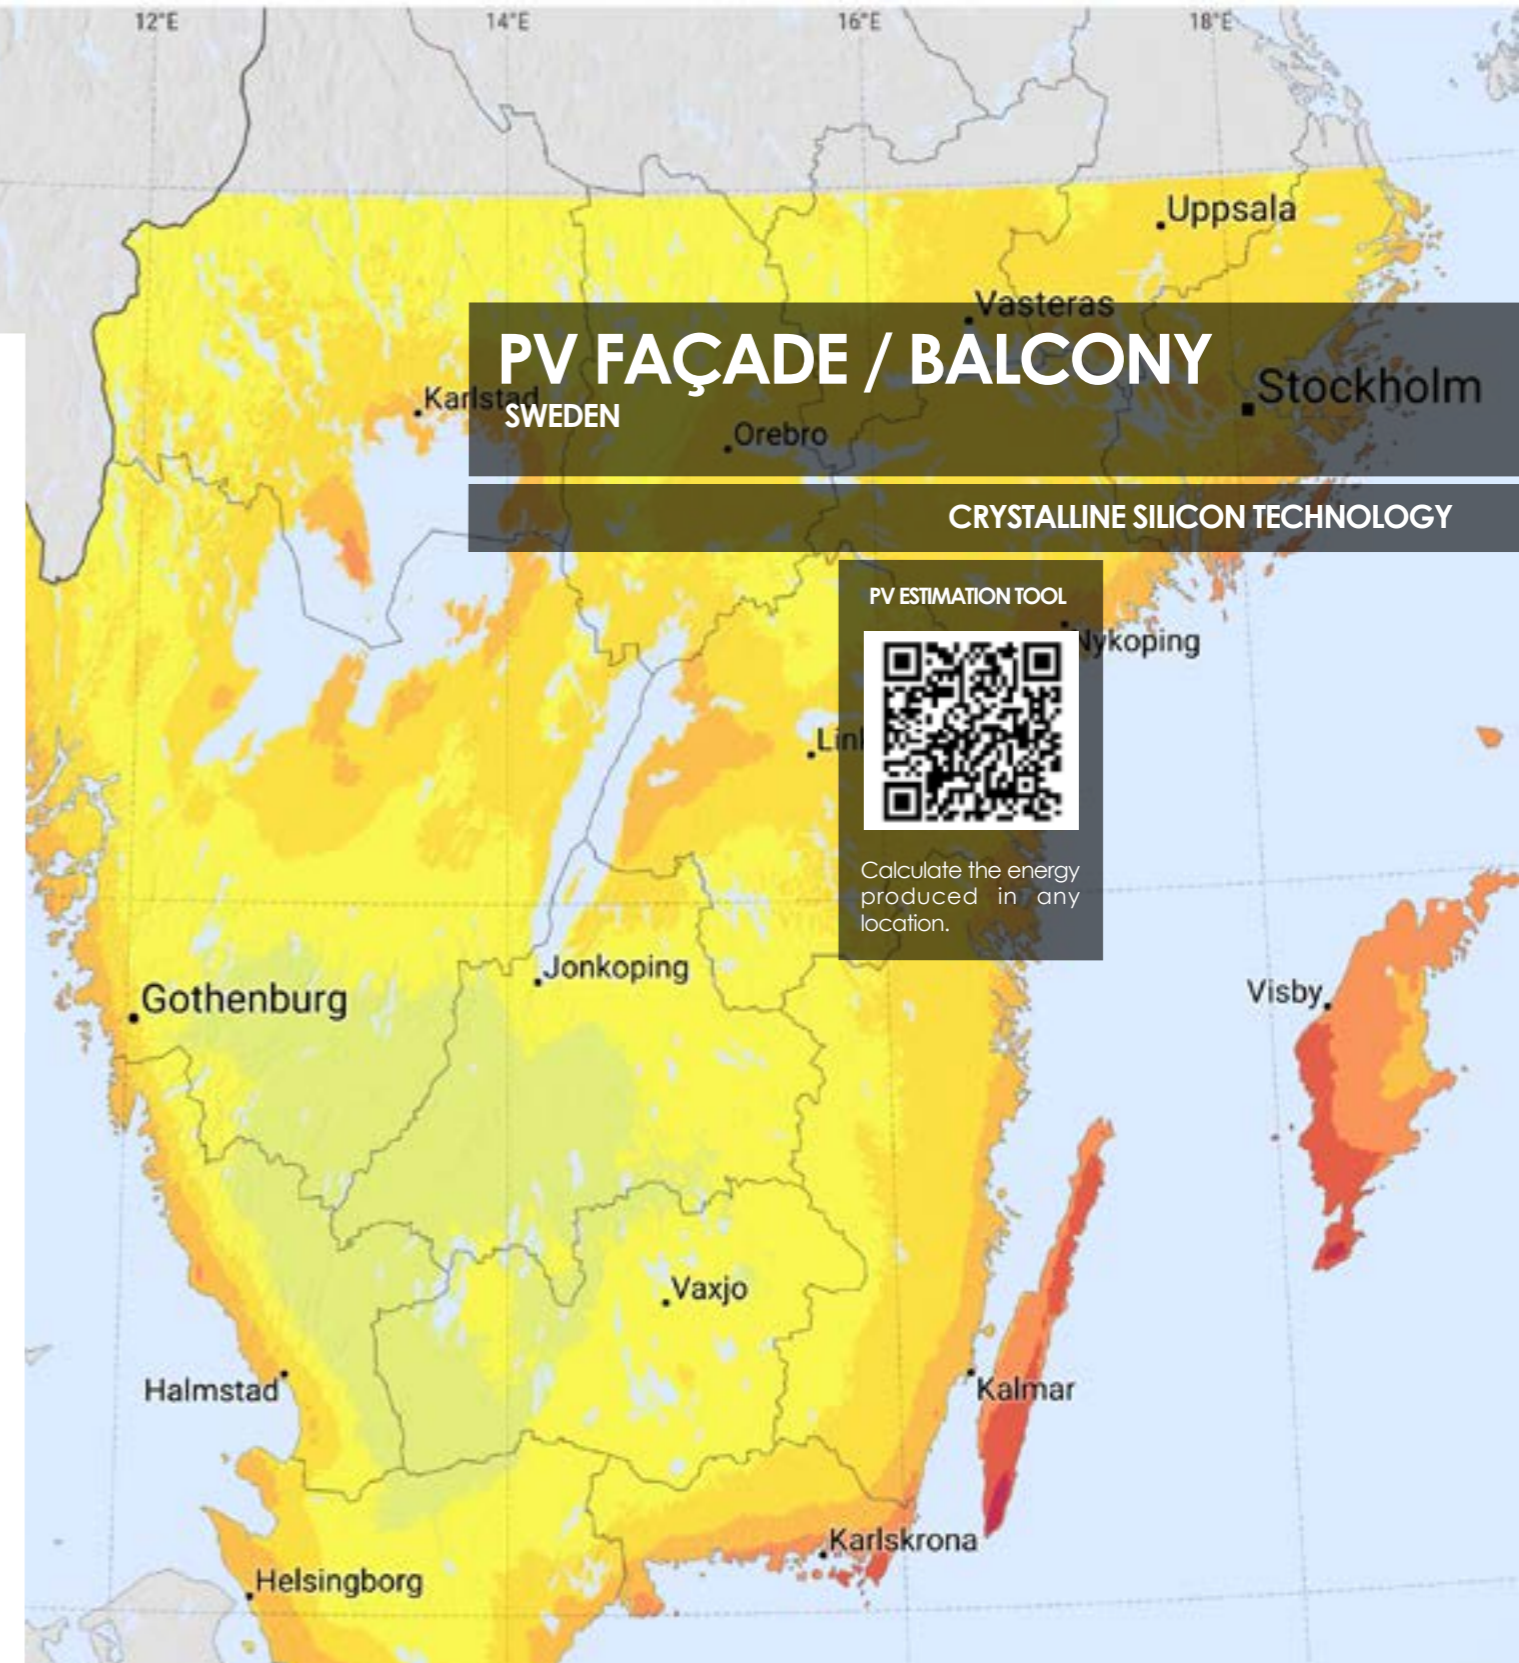 12°E 14°E 16°E 18°E
Uppsala
Vasteras
PV FAÇADE / BALCONY
Stockholm
Karlstad
SWEDEN
Orebro
CRYSTALLINE SILICON TECHNOLOGY
PV ESTIMATION TOOL
Nykoping
Calculate the energy
produced in any
location.
Jonkoping
Gothenburg
Visby
Vaxjo
Halmstad
Kalmar
Karlskrona
Helsingborg